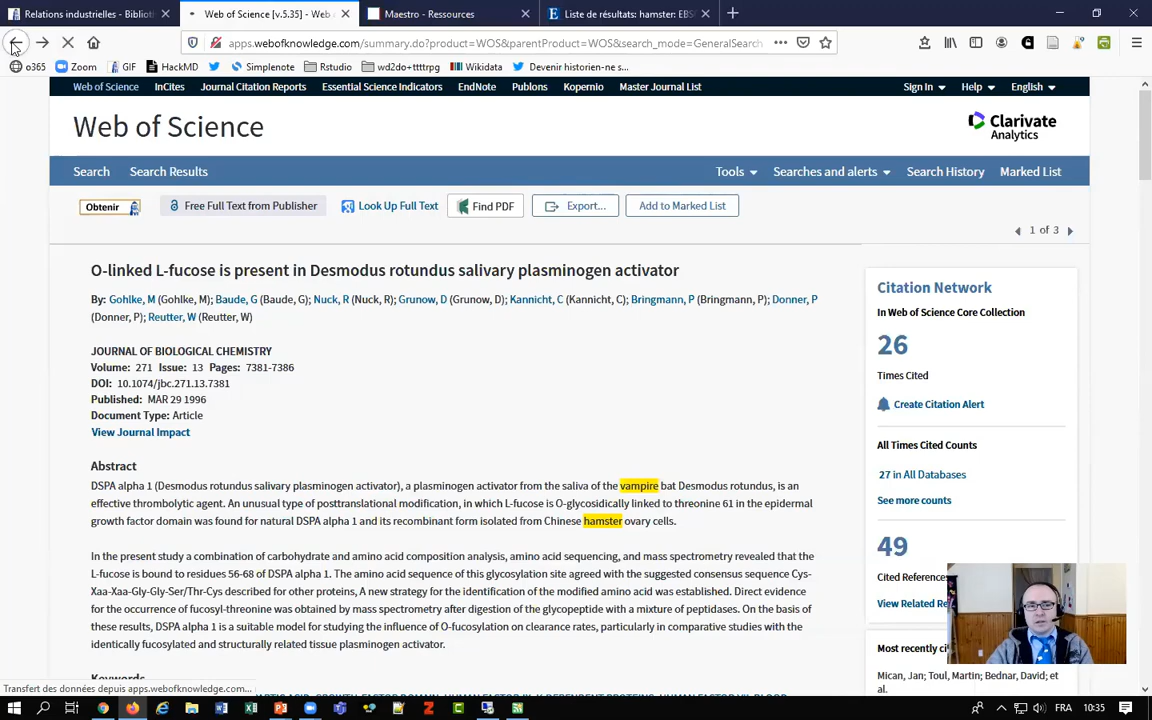 Relations industrielles - Biblioth
Web of Science [v.5.35] - Web
Maestro - Ressources
Liste de résultats: hamster: EBS
apps.webofknowledge.com/summary.do?product=WOS&parentProduct=WOS&search_mode=GeneralSearch
o365
Zoom
GIF
HackMD
Simplenote
Rstudio
wd2do+ttttrpg
Wikidata
Devenir historien-ne s...
Web of Science
InCites
Journal Citation Reports
Essential Science Indicators
EndNote
Publons
Kopernio
Master Journal List
Sign In
Help
English
Web of Science
Clarivate
Analytics
Search
Search Results
Tools
Searches and alerts
Search History
Marked List
Obtenir
Free Full Text from Publisher
Look Up Full Text
Find PDF
Export...
Add to Marked List
1 of 3
O-linked L-fucose is present in Desmodus rotundus salivary plasminogen activator
By: Gohlke, M (Gohlke, M); Baude, G (Baude, G); Nuck, R (Nuck, R); Grunow, D (Grunow, D); Kannicht, C (Kannicht, C); Bringmann, P (Bringmann, P); Donner, P
(Donner, P); Reutter, W (Reutter, W)
JOURNAL OF BIOLOGICAL CHEMISTRY
Volume: 271 Issue: 13 Pages: 7381-7386
DOI: 10.1074/jbc.271.13.7381
Published: MAR 29 1996
Document Type: Article
View Journal Impact
Abstract
DSPA alpha 1 (Desmodus rotundus salivary plasminogen activator), a plasminogen activator from the saliva of the vampire bat Desmodus rotundus, is an
effective thrombolytic agent. An unusual type of posttranslational modification, in which L-fucose is O-glycosidically linked to threonine 61 in the epidermal
growth factor domain was found for natural DSPA alpha 1 and its recombinant form isolated from Chinese hamster ovary cells.
In the present study a combination of carbohydrate and amino acid composition analysis, amino acid sequencing, and mass spectrometry revealed that the
L-fucose is bound to residues 56-68 of DSPA alpha 1. The amino acid sequence of this glycosylation site agreed with the suggested consensus sequence Cys-
Xaa-Xaa-Gly-Gly-Ser/Thr-Cys described for other proteins, A new strategy for the identification of the modified amino acid was established. Direct evidence
for the occurrence of fucosyl-threonine was obtained by mass spectrometry after digestion of the glycopeptide with a mixture of peptidases. On the basis of
these results, DSPA alpha 1 is a suitable model for studying the influence of O-fucosylation on clearance rates, particularly in comparative studies with the
identically fucosylated and structurally related tissue plasminogen activator.
Keywords
Citation Network
In Web of Science Core Collection
26
Times Cited
Create Citation Alert
All Times Cited Counts
27 in All Databases
See more counts
49
Cited References
View Related Re
Most recently ci
Mican, Jan; Toul, Martin; Bednar, David; et
al.
Transfert des données depuis apps.webofknowledge.com...
FRA
10:35